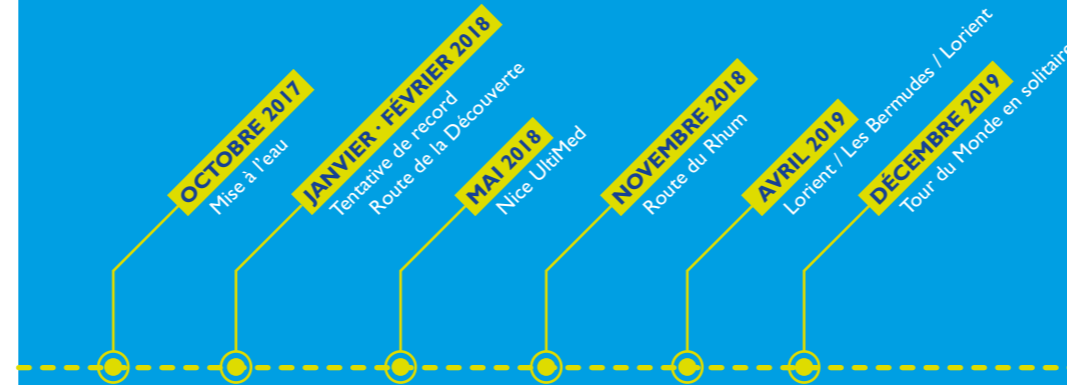 OCTOBRE 2017
Mise à l'eau
JANVIER · FÉVRIER 2018
Tentative de record
Route de la Découverte
MAI 2018
Nice UltiMed
NOVEMBRE 2018
Route du Rhum
AVRIL 2019
Lorient / Les Bermudes / Lorient
DÉCEMBRE 2019
Tour du Monde en solitaire